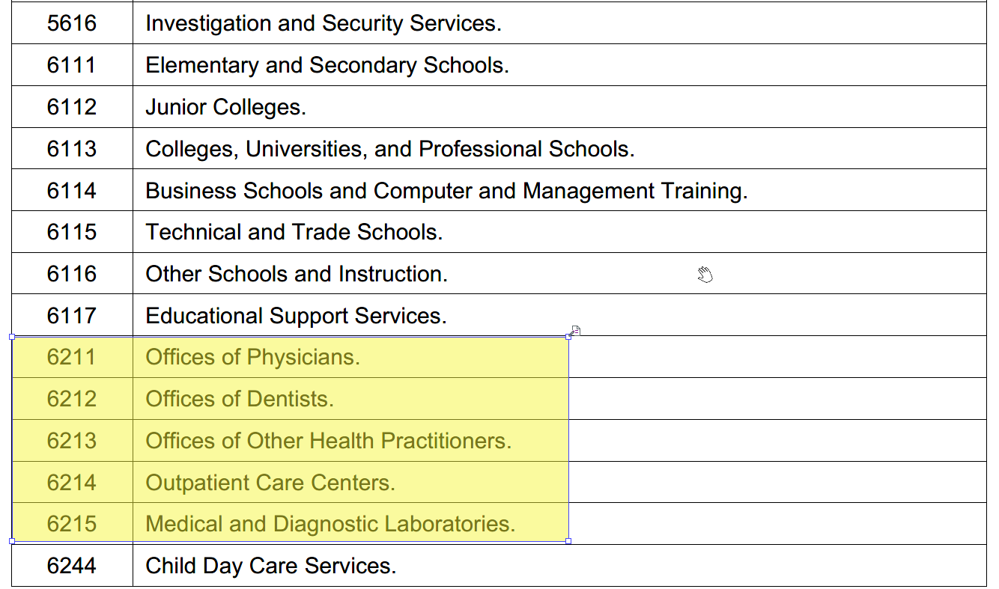 5616 Investigation and Security Services.
6111 Elementary and Secondary Schools.
6112 Junior Colleges.
6113 Colleges, Universities, and Professional Schools.
6114 Business Schools and Computer and Management Training.
6115 Technical and Trade Schools.
6116 Other Schools and Instruction.
6117 Educational Support Services.
6211 Offices of Physicians.
6212 Offices of Dentists.
6213 Offices of Other Health Practitioners.
6214 Outpatient Care Centers.
6215 Medical and Diagnostic Laboratories.
6244 Child Day Care Services.